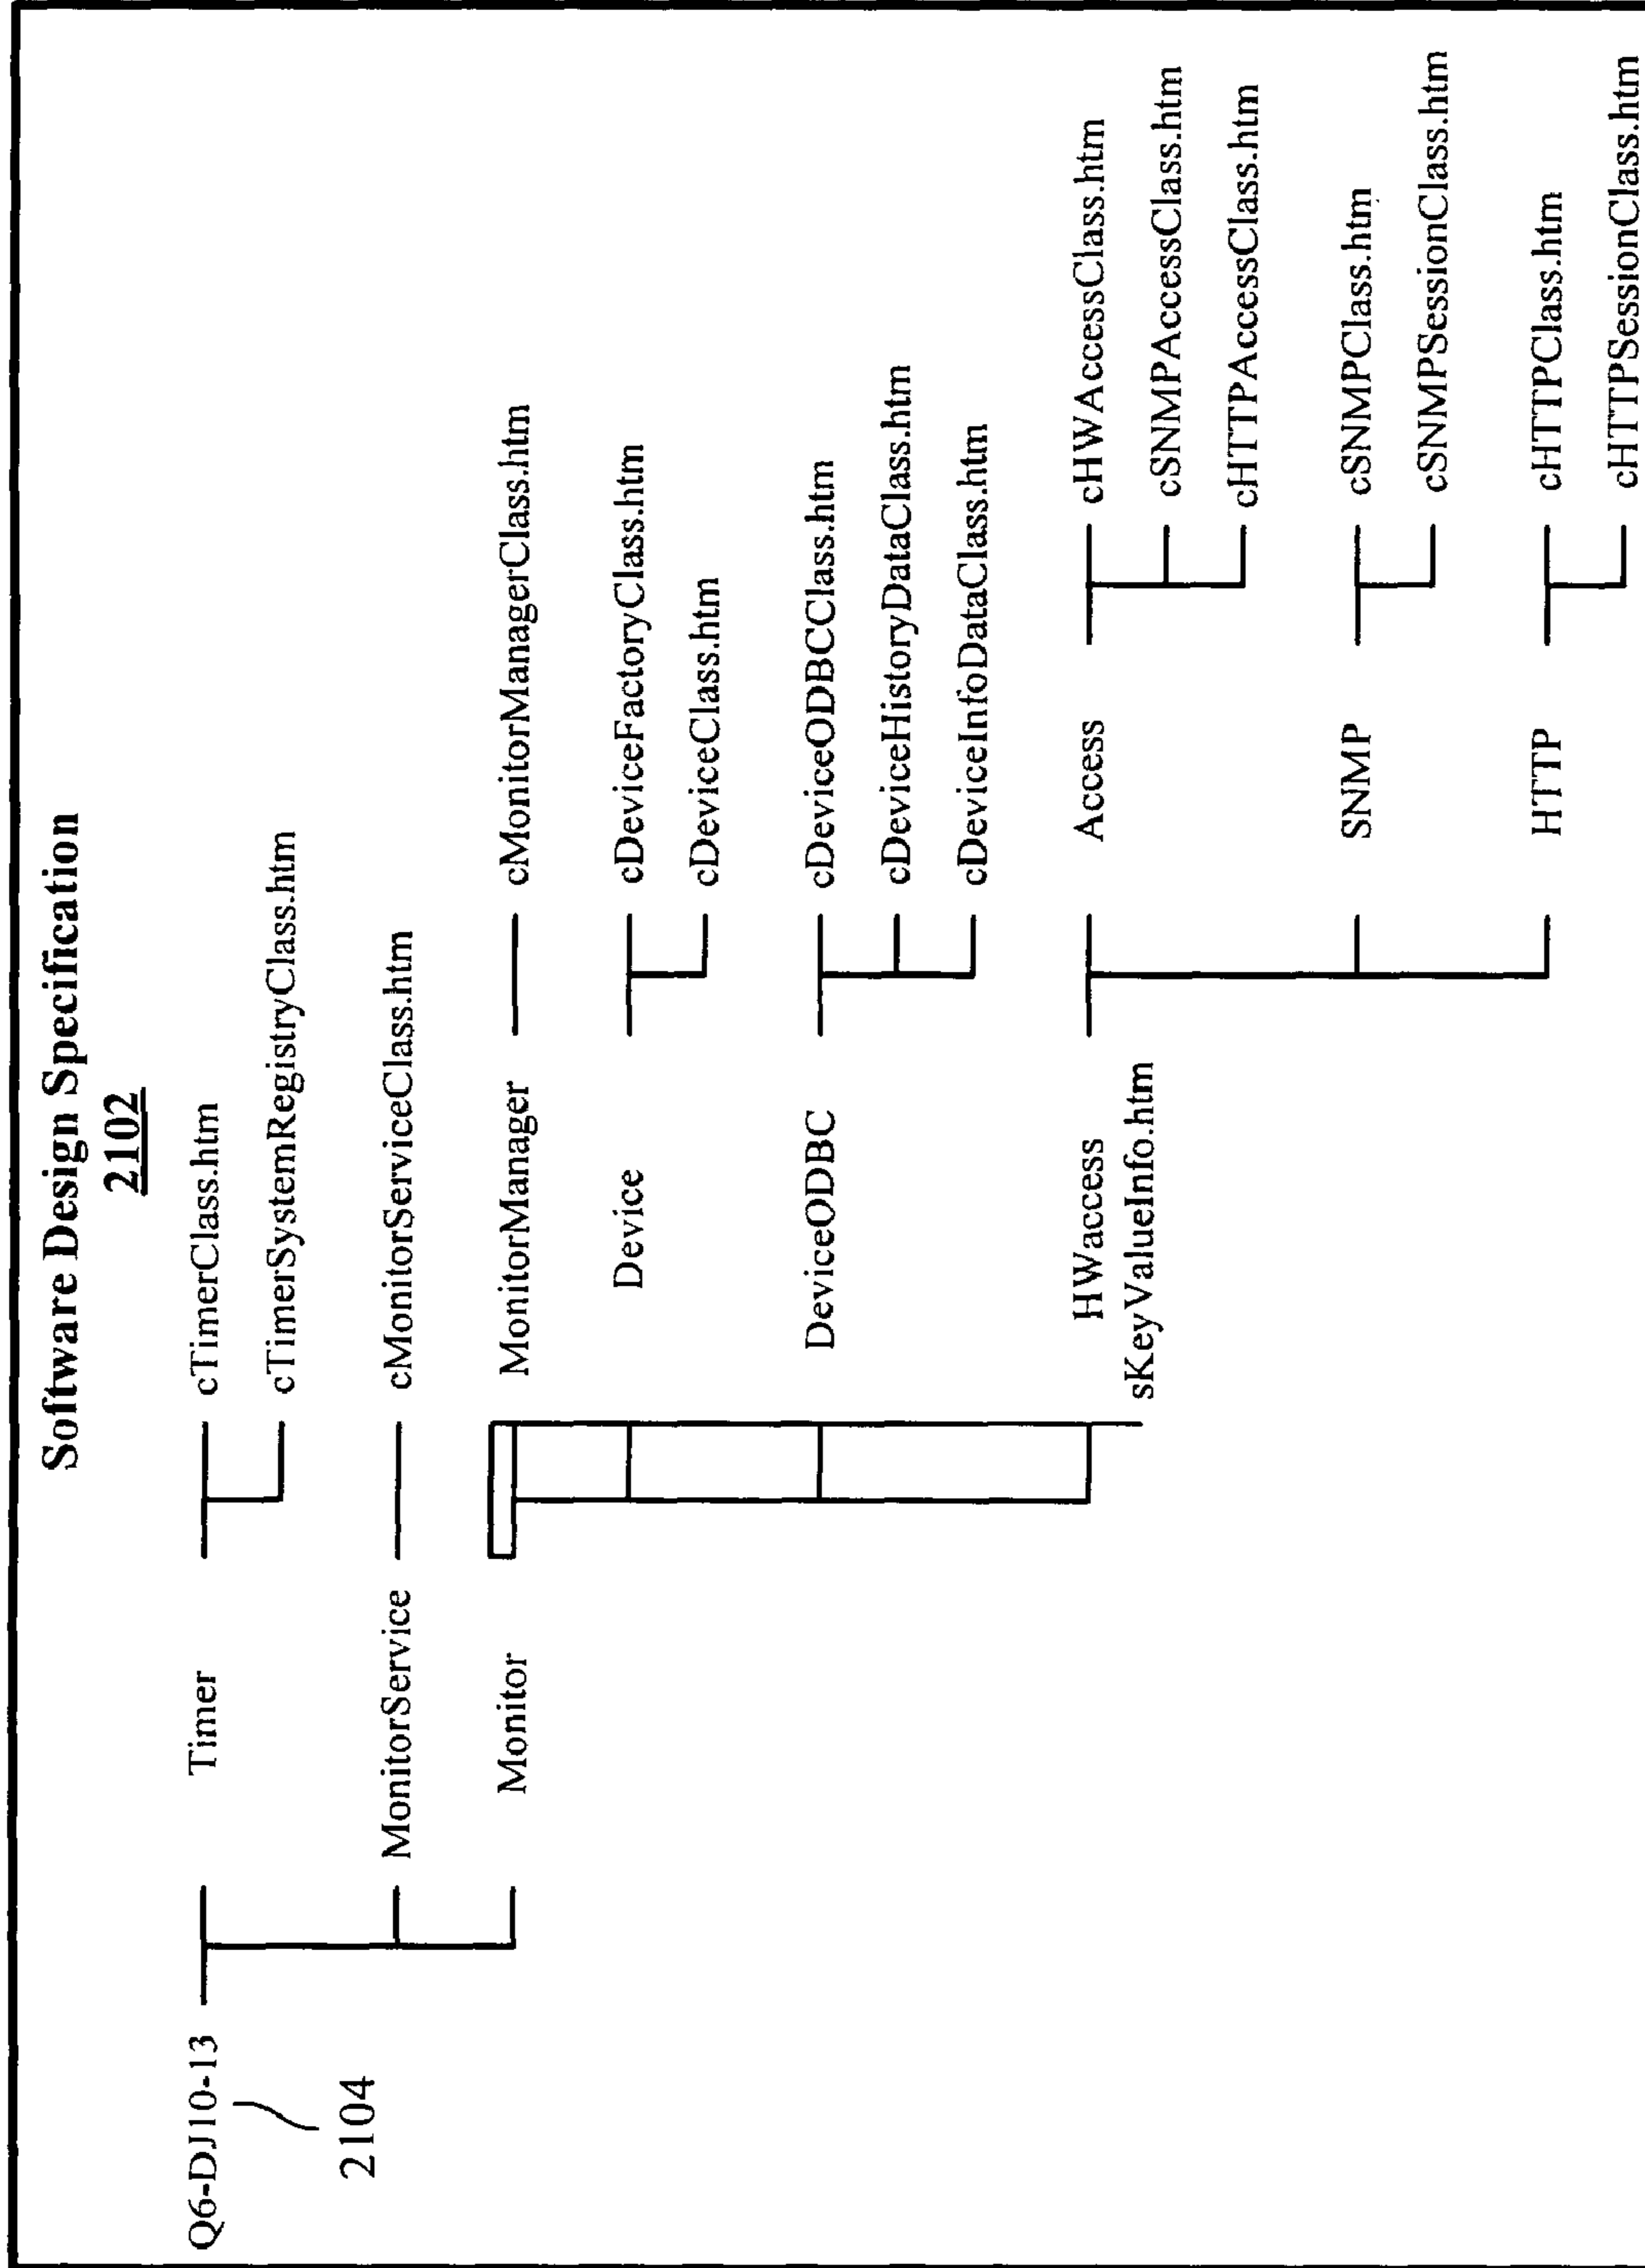 Software Design Specification
2102
Q6-DJ10-13
2104
Timer
cTimerClass.htm
cTimerSystemRegistryClass.htm
MonitorService
cMonitorServiceClass.htm
Monitor
MonitorManager
cMonitorManagerClass.htm
Device
cDeviceFactoryClass.htm
cDeviceClass.htm
DeviceODBC
cDeviceODBCClass.htm
cDeviceHistoryDataClass.htm
cDeviceInfoDataClass.htm
HWaccess
sKeyValueInfo.htm
Access
cHWAccessClass.htm
cSNMPAccessClass.htm
cHTTPAccessClass.htm
SNMP
cSNMPClass.htm
cSNMPSessionClass.htm
HTTP
cHTTPClass.htm
cHTTPSessionClass.htm